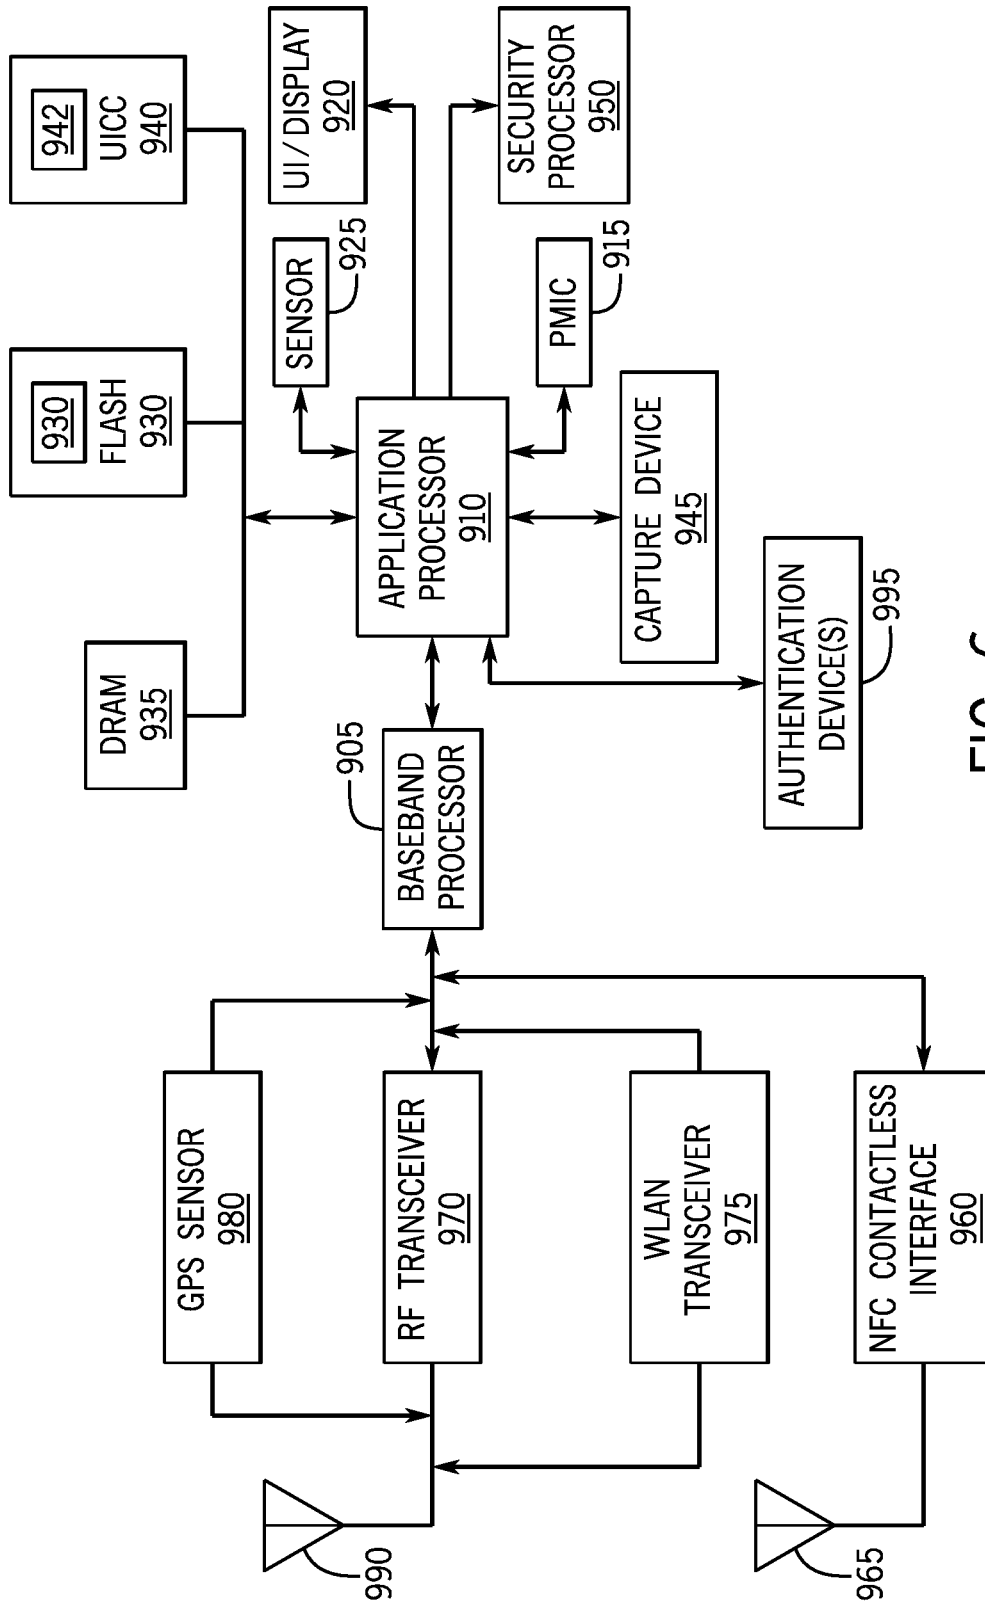 DRAM
935
930
FLASH
930
942
UICC
940
GPS SENSOR
980
SENSOR
925
UI/DISPLAY
920
990
RF TRANSCEIVER
970
905
BASEBAND
PROCESSOR
APPLICATION
PROCESSOR
910
SECURITY
PROCESSOR
950
PMIC
915
WLAN
TRANSCEIVER
975
CAPTURE DEVICE
945
AUTHENTICATION
DEVICE(S)
995
965
NFC CONTACTLESS
INTERFACE
960